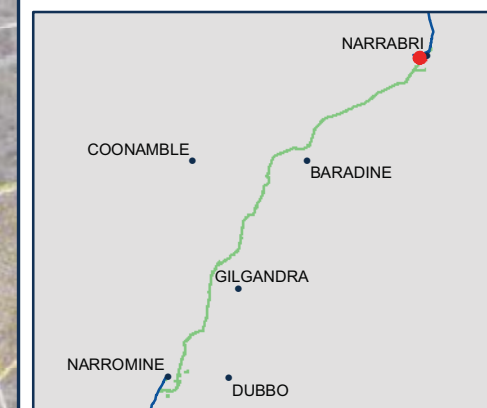 NARRABRI
COONAMBLE
BARADINE
GILGANDRA
NARROMINE
DUBBO